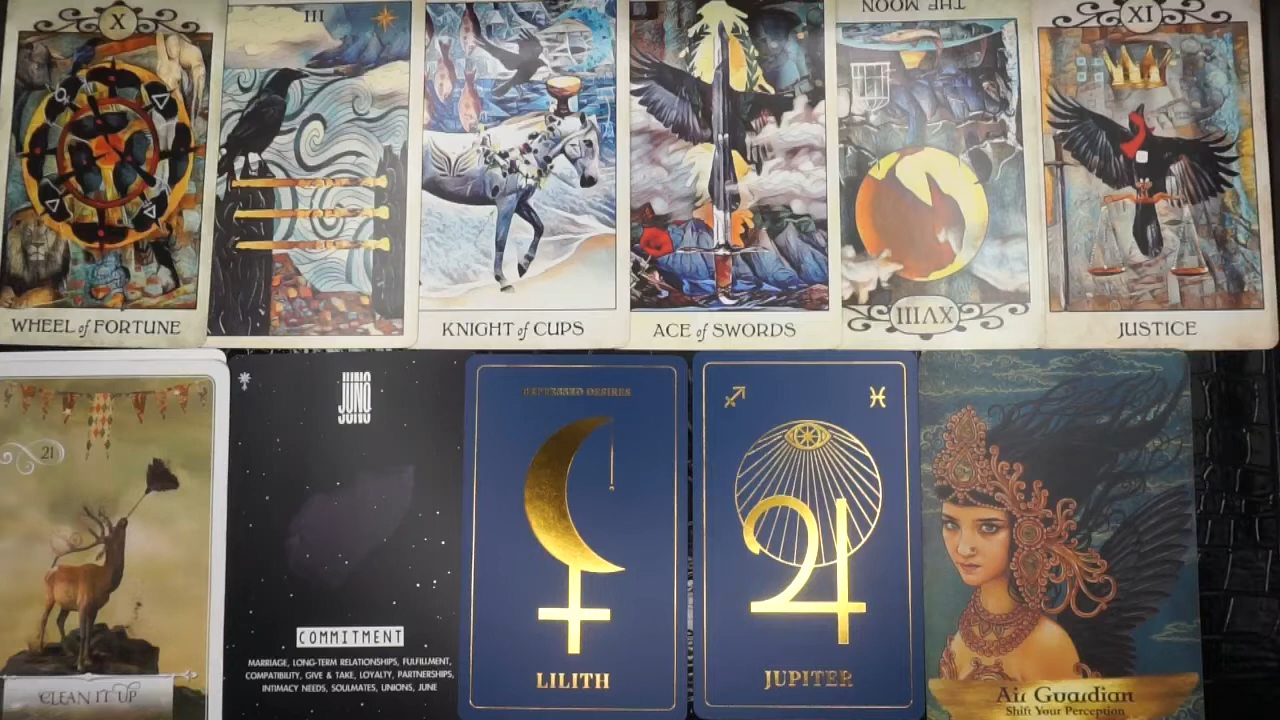 X
III
THE MOON
XI
WHEEL of FORTUNE
KNIGHT of CUPS
ACE of SWORDS
XVIII
JUSTICE
21
CLEAN IT UP
JUNO
COMMITMENT
MARRIAGE, LONG-TERM RELATIONSHIPS, FULFILLMENT,
COMPATIBILITY, GIVE & TAKE, LOYALTY, PARTNERSHIPS,
INTIMACY NEEDS, SOULMATES, UNIONS, JUNE
REPRESSED DESIRES
LILITH
JUPITER
Air Guardian
Shift Your Perception